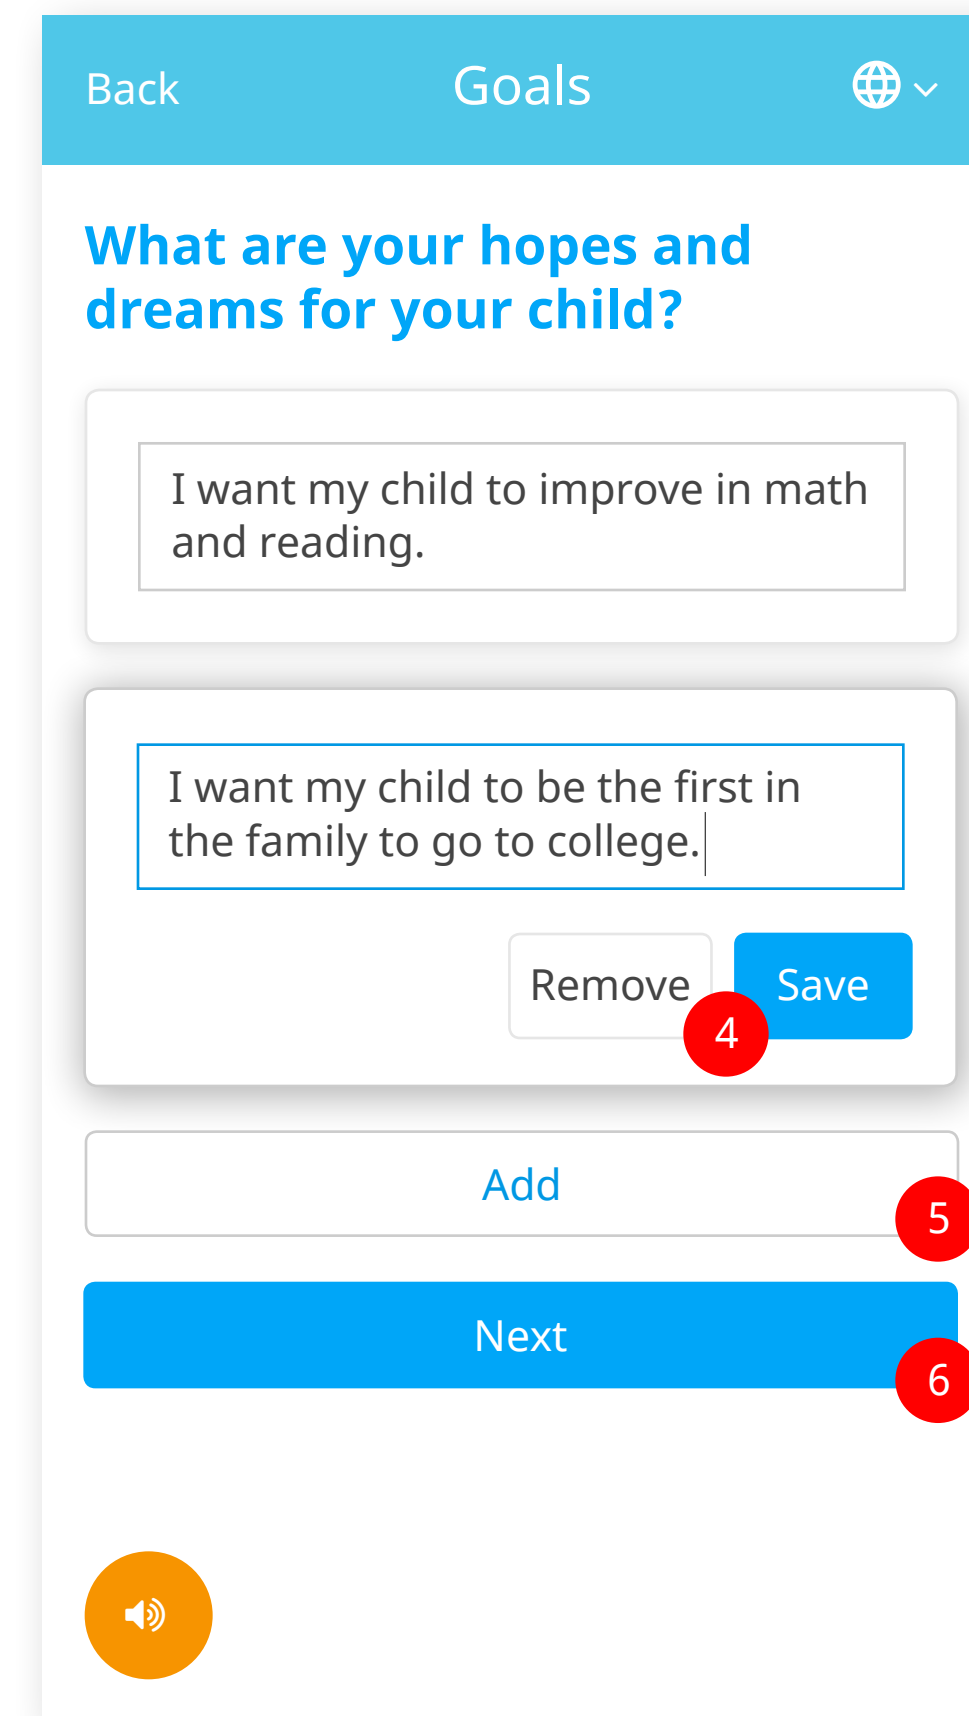 Back Goals
What are your hopes and
dreams for your child?
I want my child to improve in math
and reading.
I want my child to be the first in
the family to go to college.
Remove Save
4
Add
5
Next
6